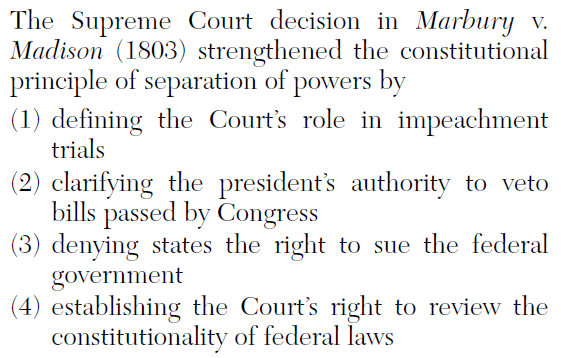 The Supreme Court decision in Marbury v.
Madison (1803) strengthened the constitutional
principle of separation of powers by
(1) defining the Court's role in impeachment
trials
(2) clarifying the president's authority to veto
bills passed by Congress
(3) denying states the right to sue the federal
government
(4) establishing the Court's right to review the
constitutionality of federal laws